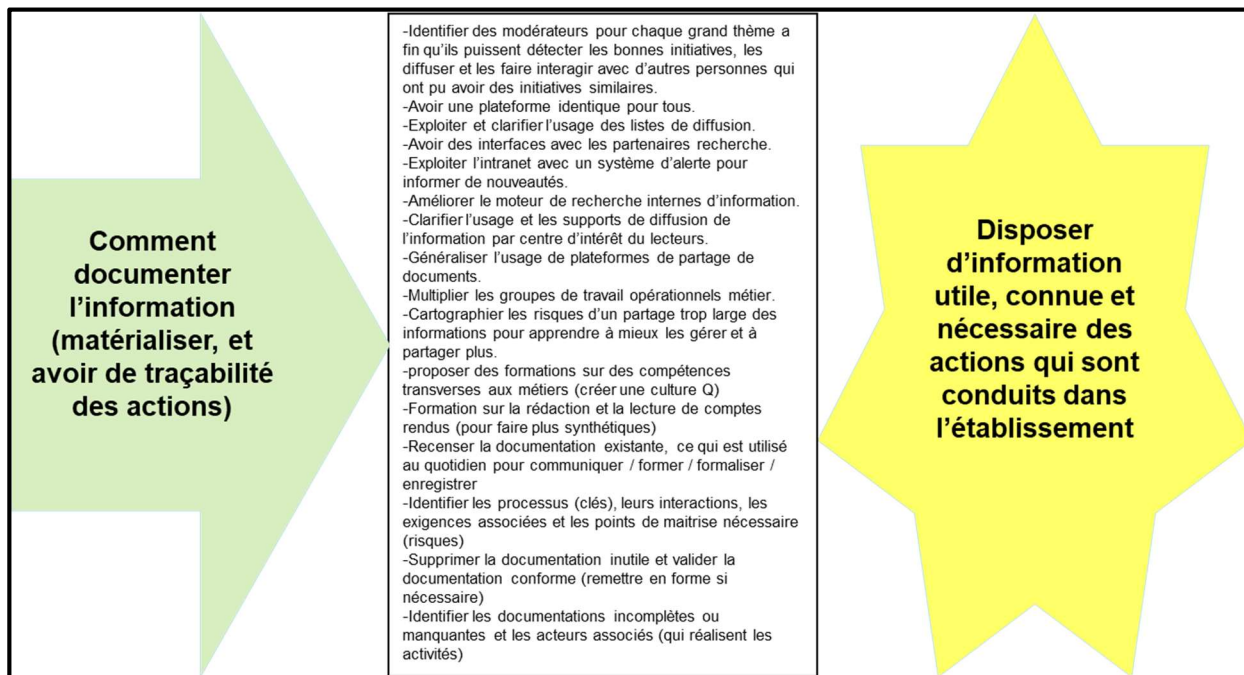 Comment
documenter
l’information
(matérialiser, et
avoir de traçabilité
des actions)
-Identifier des modérateurs pour chaque grand thème a
fin qu’ils puissent détecter les bonnes initiatives, les
diffuser et les faire interagir avec d’autres personnes qui
ont pu avoir des initiatives similaires.
-Avoir une plateforme identique pour tous.
-Exploiter et clarifier l’usage des listes de diffusion.
-Avoir des interfaces avec les partenaires recherche.
-Exploiter l’intranet avec un système d’alerte pour
informer de nouveautés.
-Améliorer le moteur de recherche internes d’information.
-Clarifier l’usage et les supports de diffusion de
l’information par centre d’intérêt du lecteurs.
-Généraliser l’usage de plateformes de partage de
documents.
-Multiplier les groupes de travail opérationnels métier.
-Cartographier les risques d’un partage trop large des
informations pour apprendre à mieux les gérer et à
partager plus.
-proposer des formations sur des compétences
transverses aux métiers (créer une culture Q)
-Formation sur la rédaction et la lecture de comptes
rendus (pour faire plus synthétiques)
-Recenser la documentation existante, ce qui est utilisé
au quotidien pour communiquer / former / formaliser /
enregistrer
-Identifier les processus (clés), leurs interactions, les
exigences associées et les points de maitrise nécessaire
(risques)
-Supprimer la documentation inutile et valider la
documentation conforme (remettre en forme si
nécessaire)
-Identifier les documentations incomplètes ou
manquantes et les acteurs associés (qui réalisent les
activités)
Disposer
d’information
utile, connue et
nécessaire des
actions qui sont
conduits dans
l’établissement